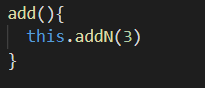 add(){
  this.addN(3)
}